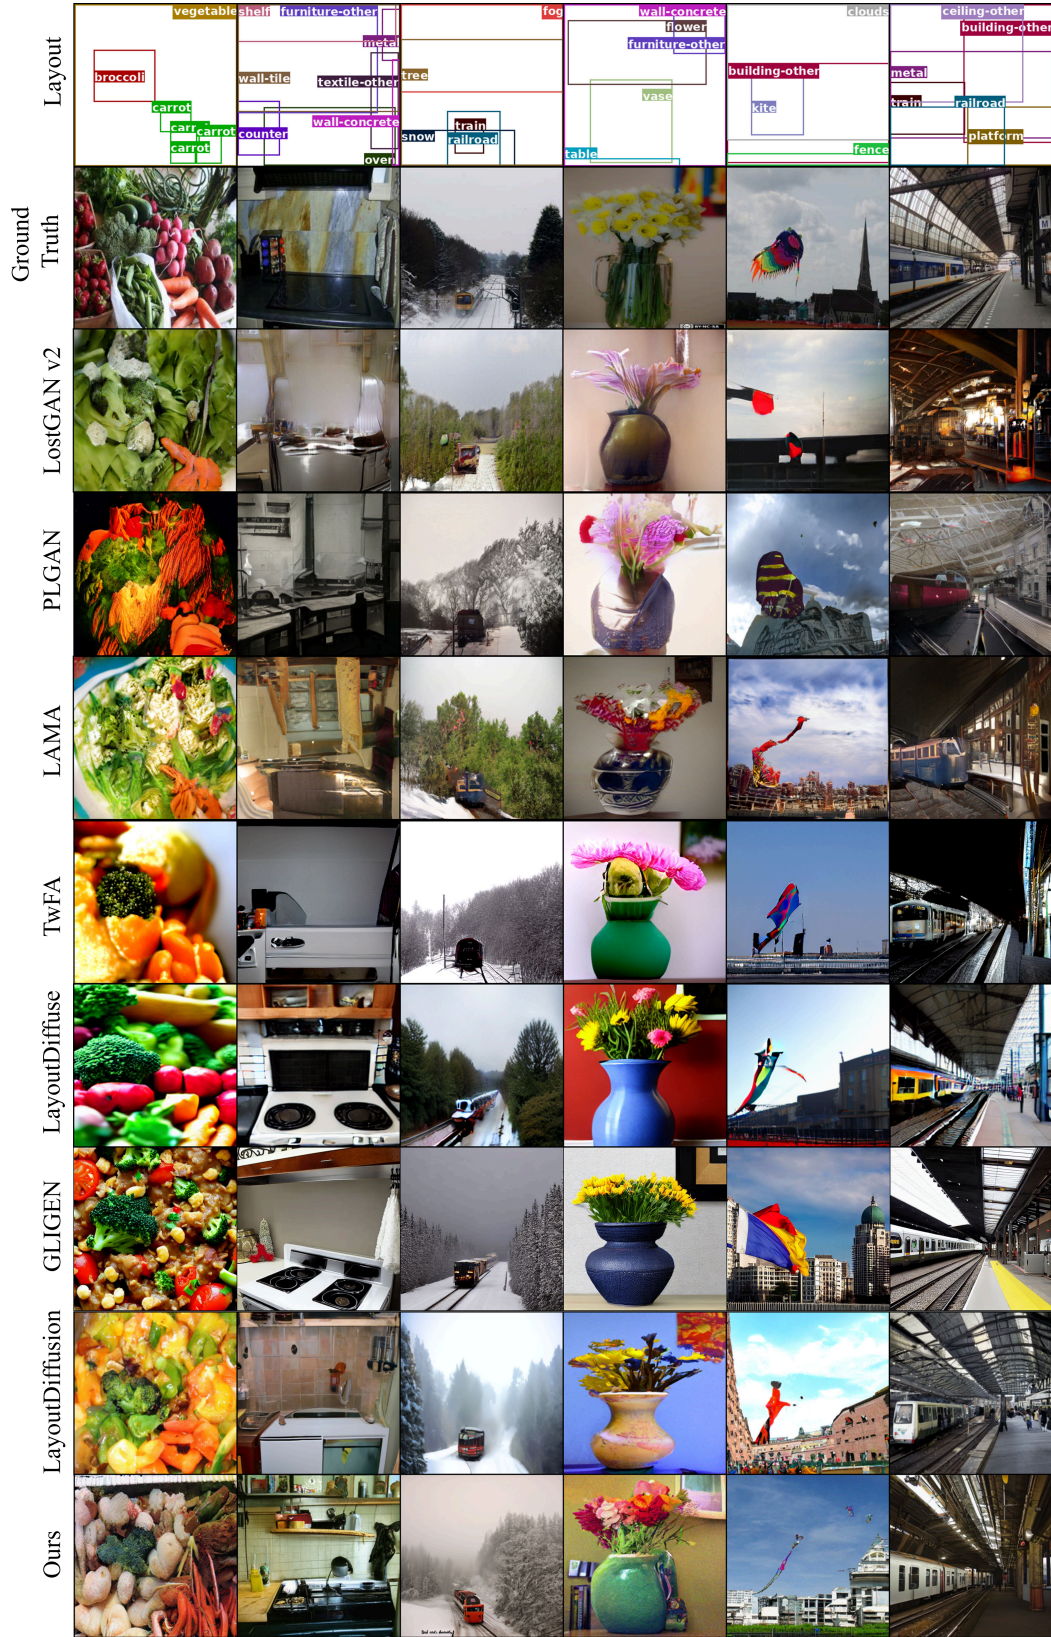 Layout
vegetable
broccoli
carrot
carr
carrot
carrot
shelf
furniture-other
metal
wall-tile
textile-other
wall-concrete
counter
oven
fog
tree
train
snow
railroad
wall-concrete
flower
furniture-other
vase
table
clouds
building-other
kite
fence
ceiling-other
building-other
metal
train
railroad
platform
Ground
Truth
M
LostGAN v2
PLGAN
LAMA
TwFA
LayoutDiffuse
GLIGEN
LayoutDiffusion
Ours